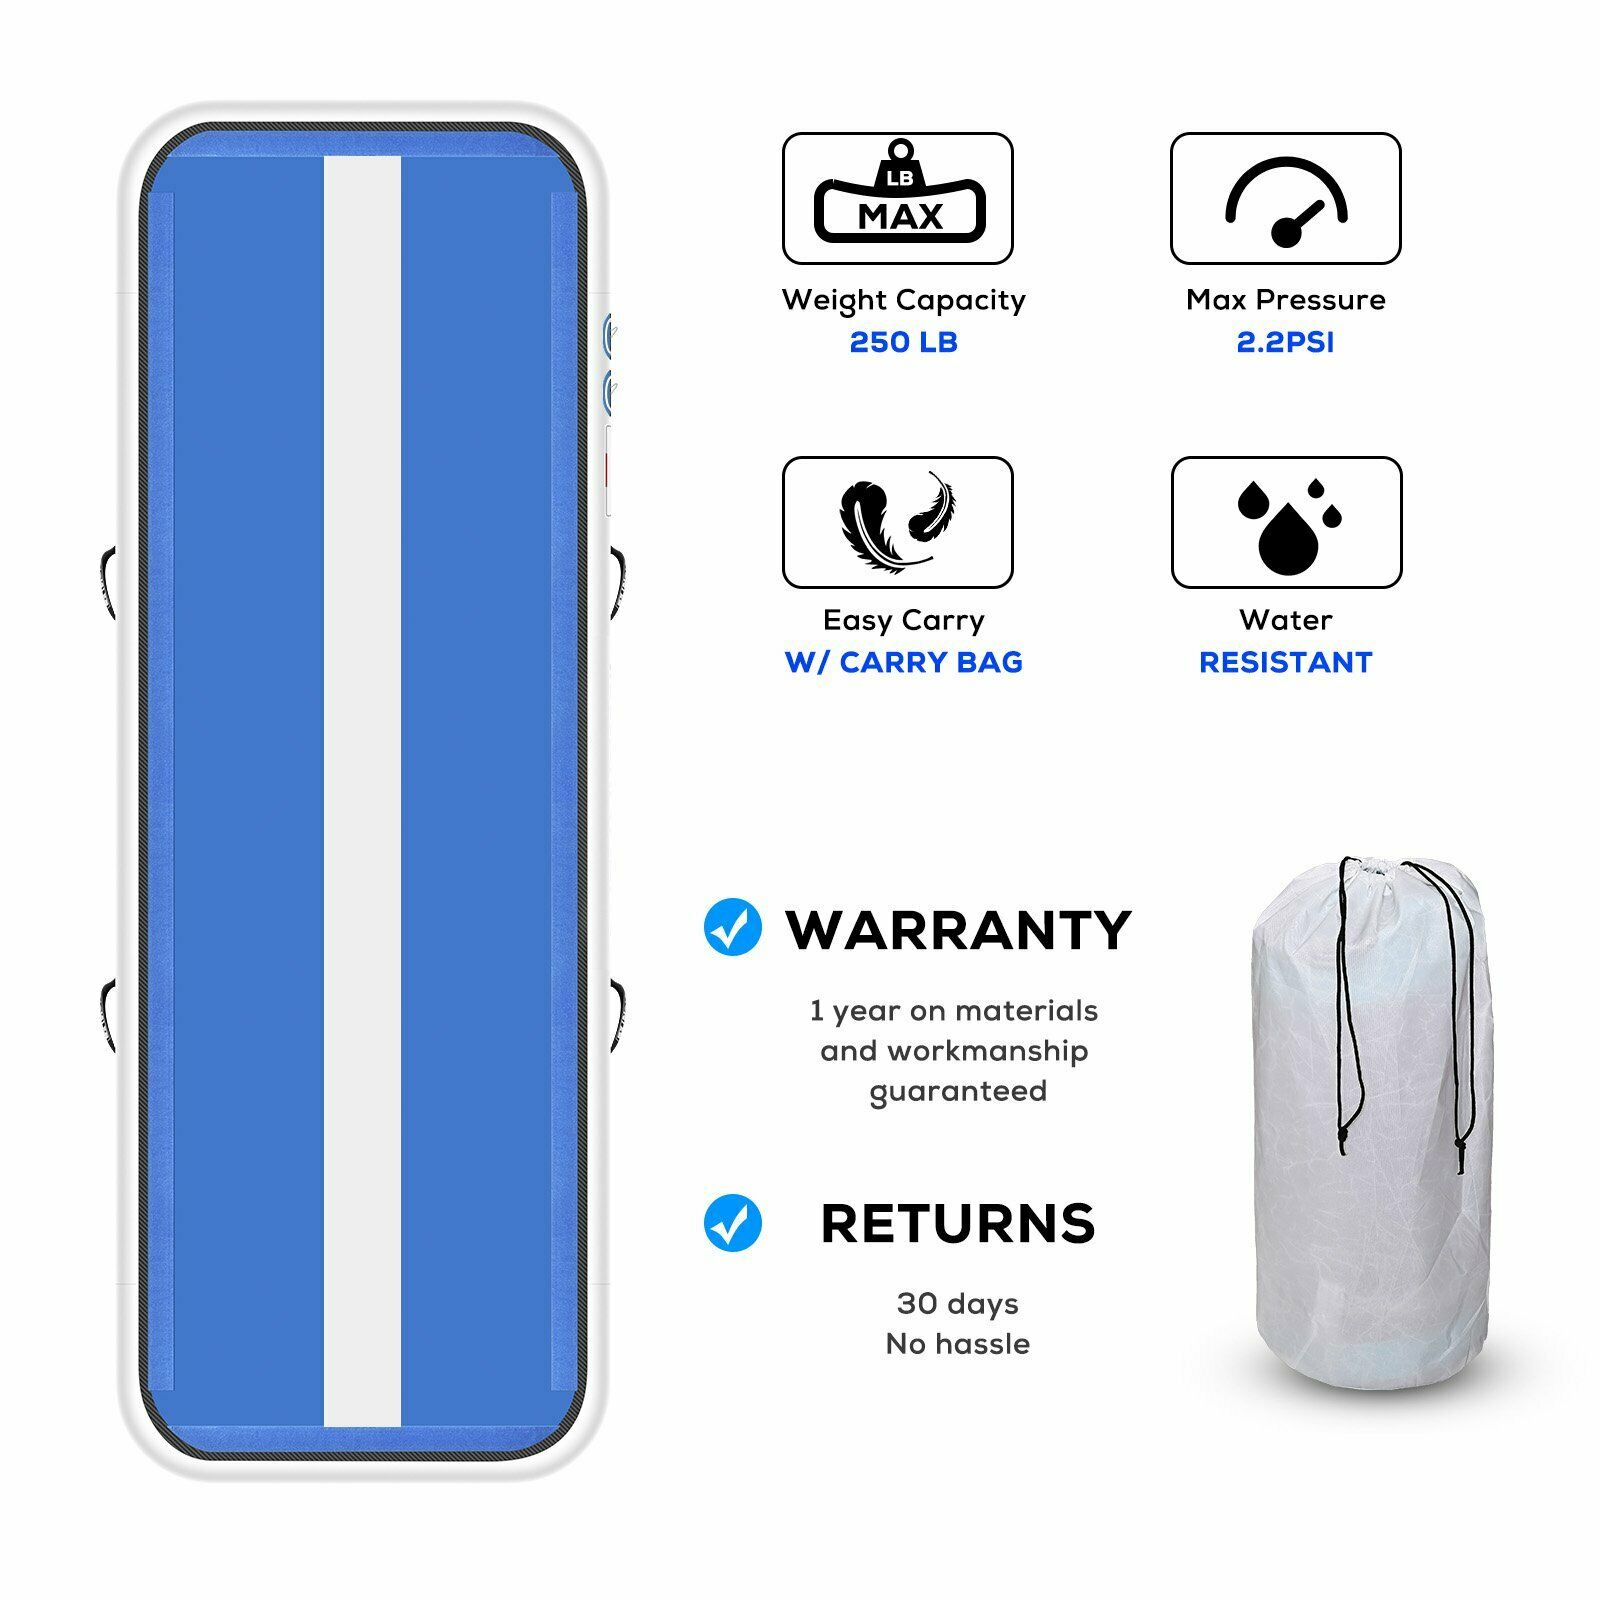 LB
MAX
Weight Capacity
250 LB
Max Pressure
2.2PSI
Easy Carry
W/ CARRY BAG
Water
RESISTANT
WARRANTY
1 year on materials
and workmanship
guaranteed
RETURNS
30 days
No hassle